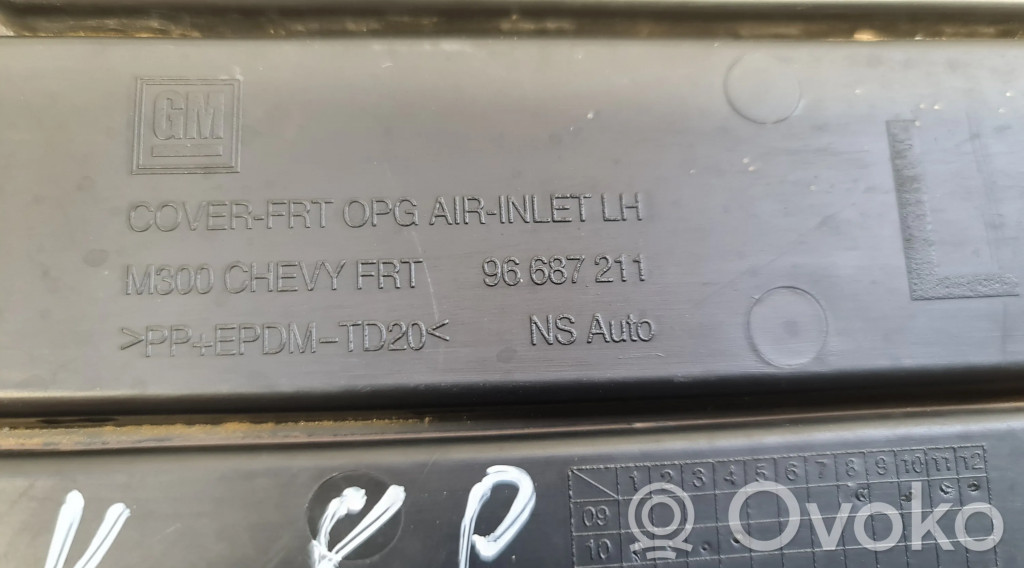 GM
COVER-FRT OPG AIR-INLET LH
M300 CHEVY FRT 96 687 211
>PP+EPDM-TD20< NS Auto
L
1 2 3 4 5 6 7 8 9 10 11 12
09
10
P
Ovoko